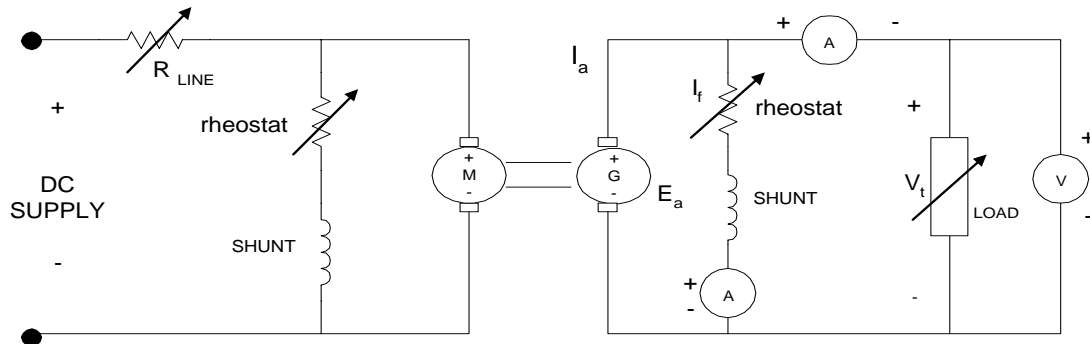 R LINE
+
rheostat
DC
SUPPLY
-
SHUNT
+
M
-
+
G
-
I a
E a
I f
rheostat
SHUNT
+
A
-
+
A
-
+
V t
LOAD
-
+
V
-